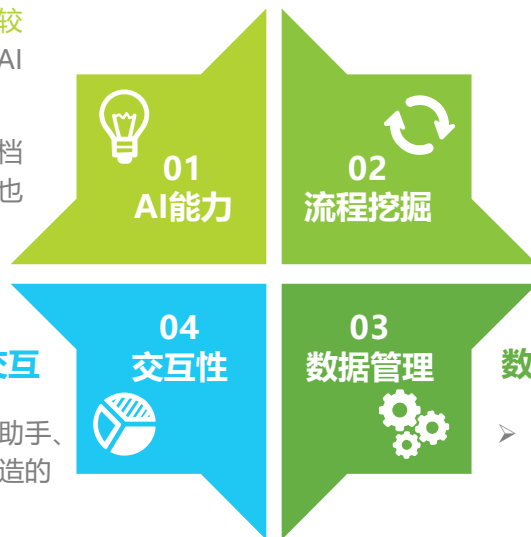 较
AI
档
也
01
AI能力
02
流程挖掘
04
交互性
03
数据管理
交互
助手、
造的
数
➢